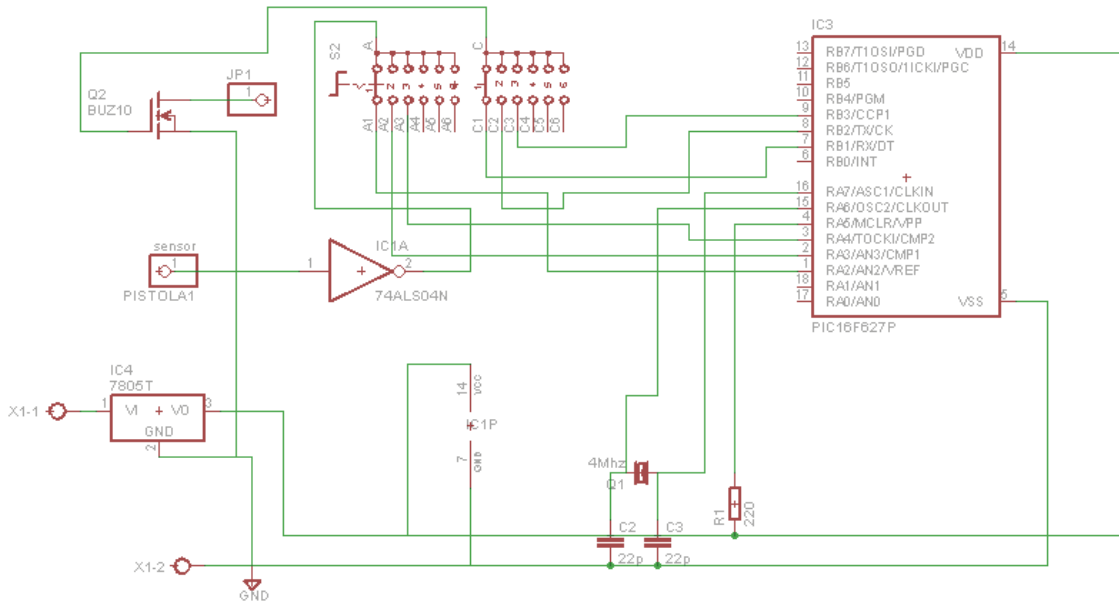 IC3
13 RB7/T1OSI/PGD VDD 14
12 RB6/T1OSO/1ICKI/PGC
11 RB5
10 RB4/PGM
9 RB3/CCP1
8 RB2/TX/CK
7 RB1/RX/DT
6 RB0/INT
16 RA7/ASC1/CLKIN
15 RA6/OSC2/CLKOUT
4 RA5/MCLR/VPP
3 RA4/TOCKI/CMP2
2 RA3/AN3/CMP1
1 RA2/AN2/VREF
18 RA1/AN1
17 RA0/AN0 VSS 5
PIC16F627P
S2
A
1 2 3 4 5 6
A1 A2 A3 A4 A5 A6
C
1 2 3 4 5 6
C1 C2 C3 C4 C5 C6
Q2
BUZ10
JP1
1
sensor
1
PISTOLA1
IC1A
1 2
74ALS04N
IC4
7805T
X1-1
1 VI VO 3
GND
2
14 VCC
IC1P
7 GND
4Mhz
Q1
R1
220
C2
22p
C3
22p
X1-2
GND